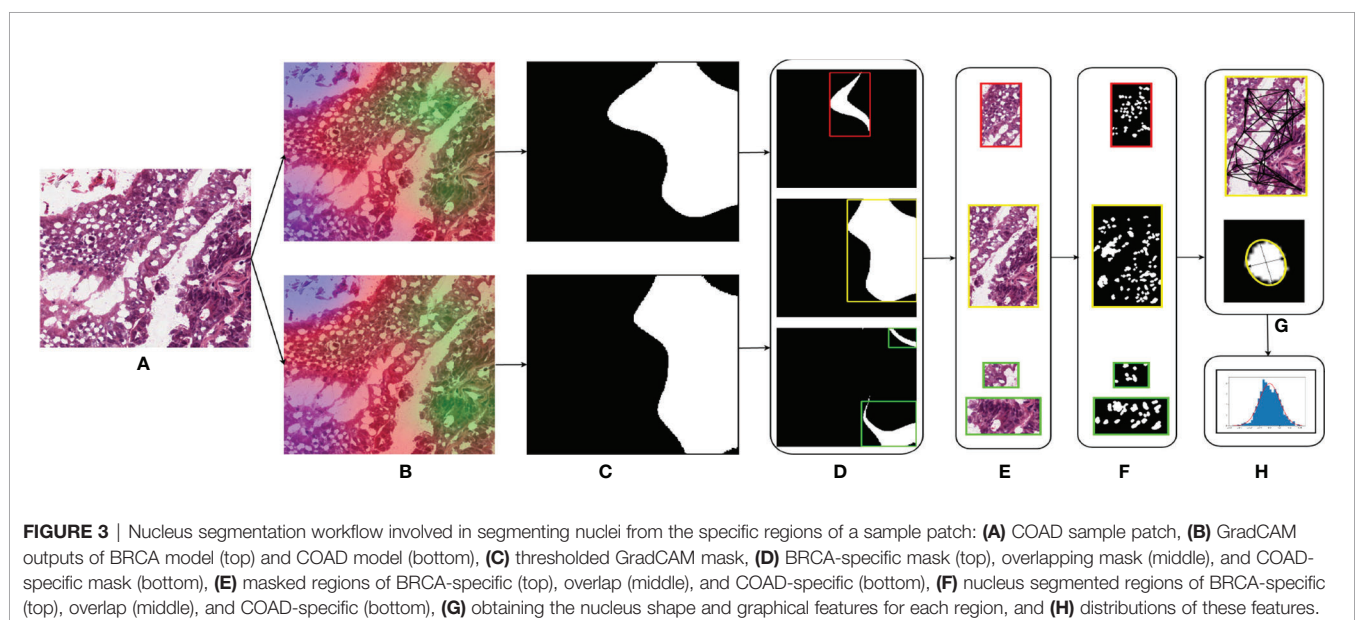 G
A
B
C
D
E
F
H
FIGURE 3 | Nucleus segmentation workflow involved in segmenting nuclei from the specific regions of a sample patch: (A) COAD sample patch, (B) GradCAM
outputs of BRCA model (top) and COAD model (bottom), (C) thresholded GradCAM mask, (D) BRCA-specific mask (top), overlapping mask (middle), and COAD-
specific mask (bottom), (E) masked regions of BRCA-specific (top), overlap (middle), and COAD-specific (bottom), (F) nucleus segmented regions of BRCA-specific
(top), overlap (middle), and COAD-specific (bottom), (G) obtaining the nucleus shape and graphical features for each region, and (H) distributions of these features.